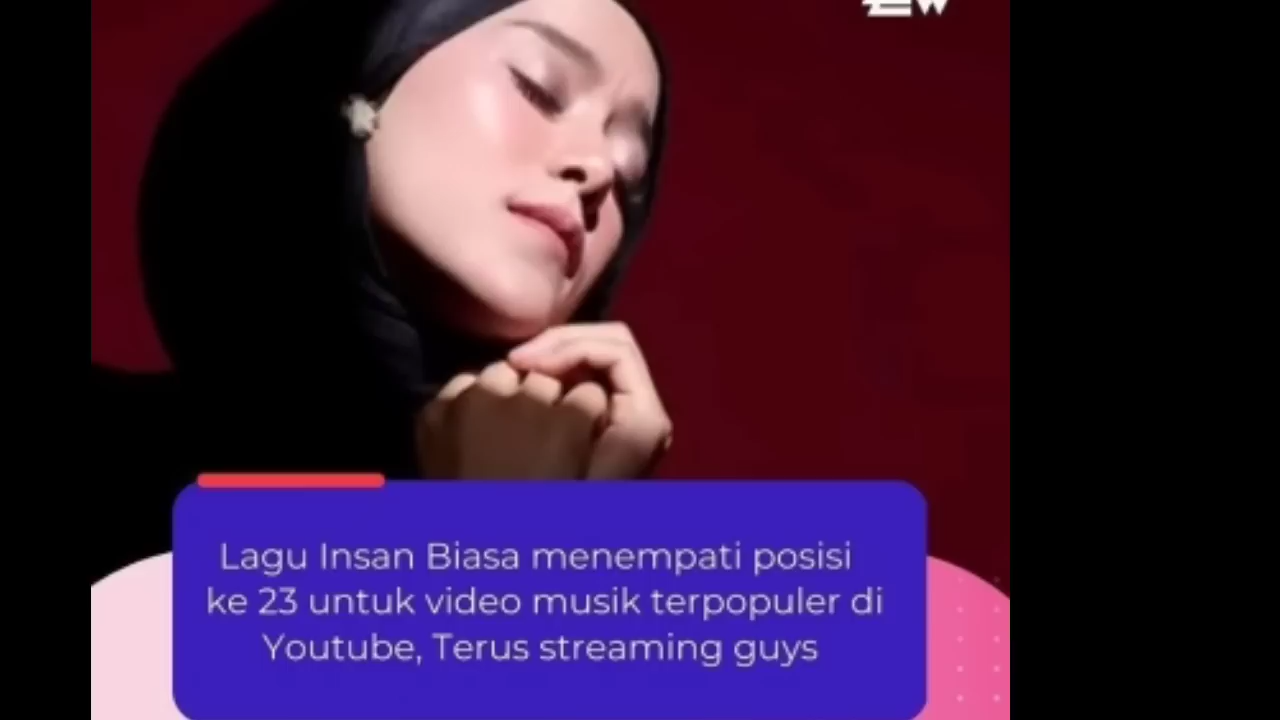 Lagu Insan Biasa menempati posisi
ke 23 untuk video musik terpopuler di
Youtube, Terus streaming guys